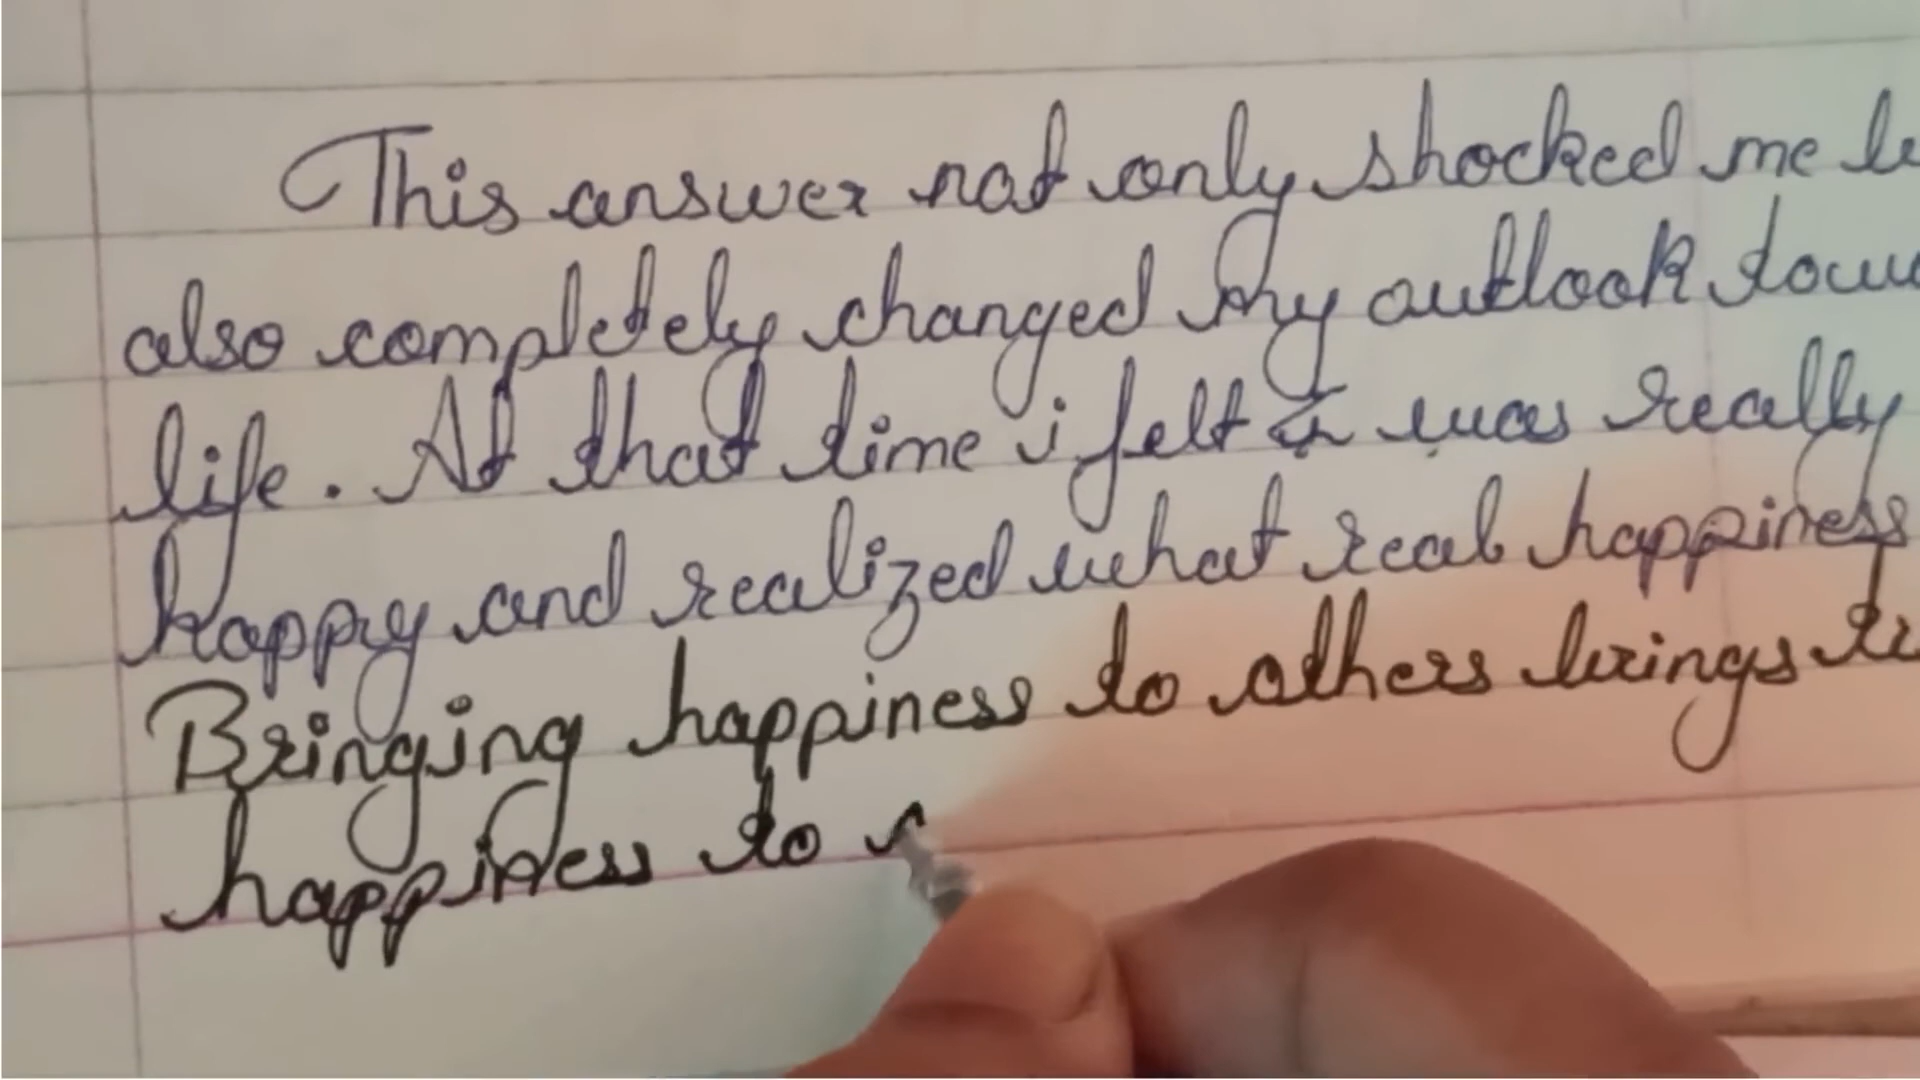 This answer not only shocked me
also completely changed my outlook
life. At that time i felt i was really
happy and realized what real happiness
Bringing happiness to others brings
happiness to